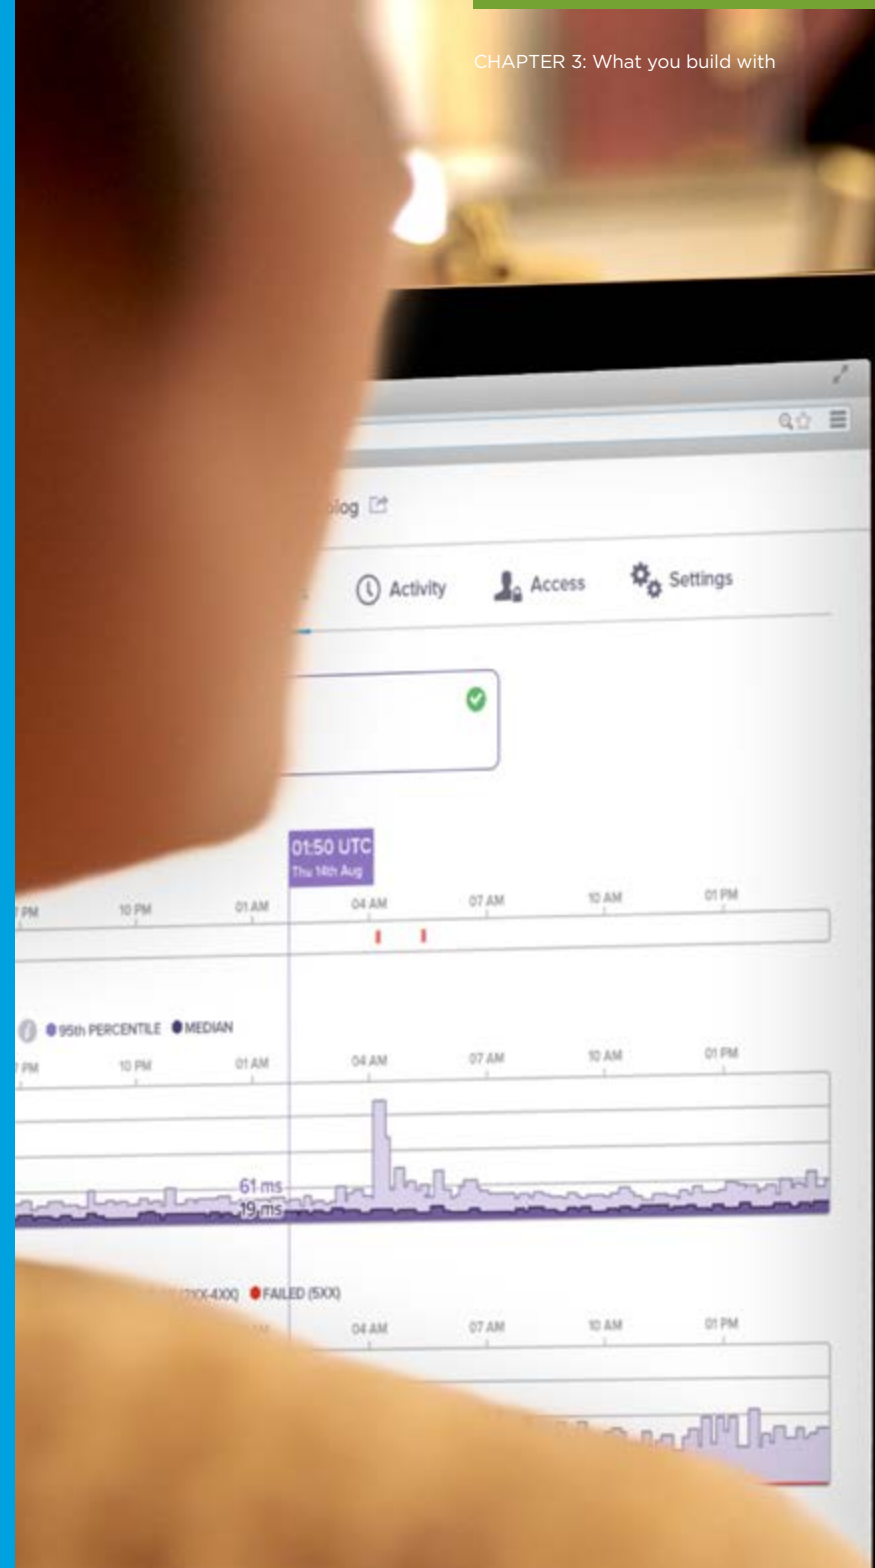 CHAPTER 3: What you build with
Activity
Access
Settings
01:50 UTC
Thu 14th Aug
PM 10 PM 01 AM 04 AM 07 AM 10 AM 01 PM
95th PERCENTILE MEDIAN
PM 10 PM 01 AM 04 AM 07 AM 10 AM 01 PM
61 ms
19 ms
FAILED (5XX)
04 AM 07 AM 10 AM 01 PM